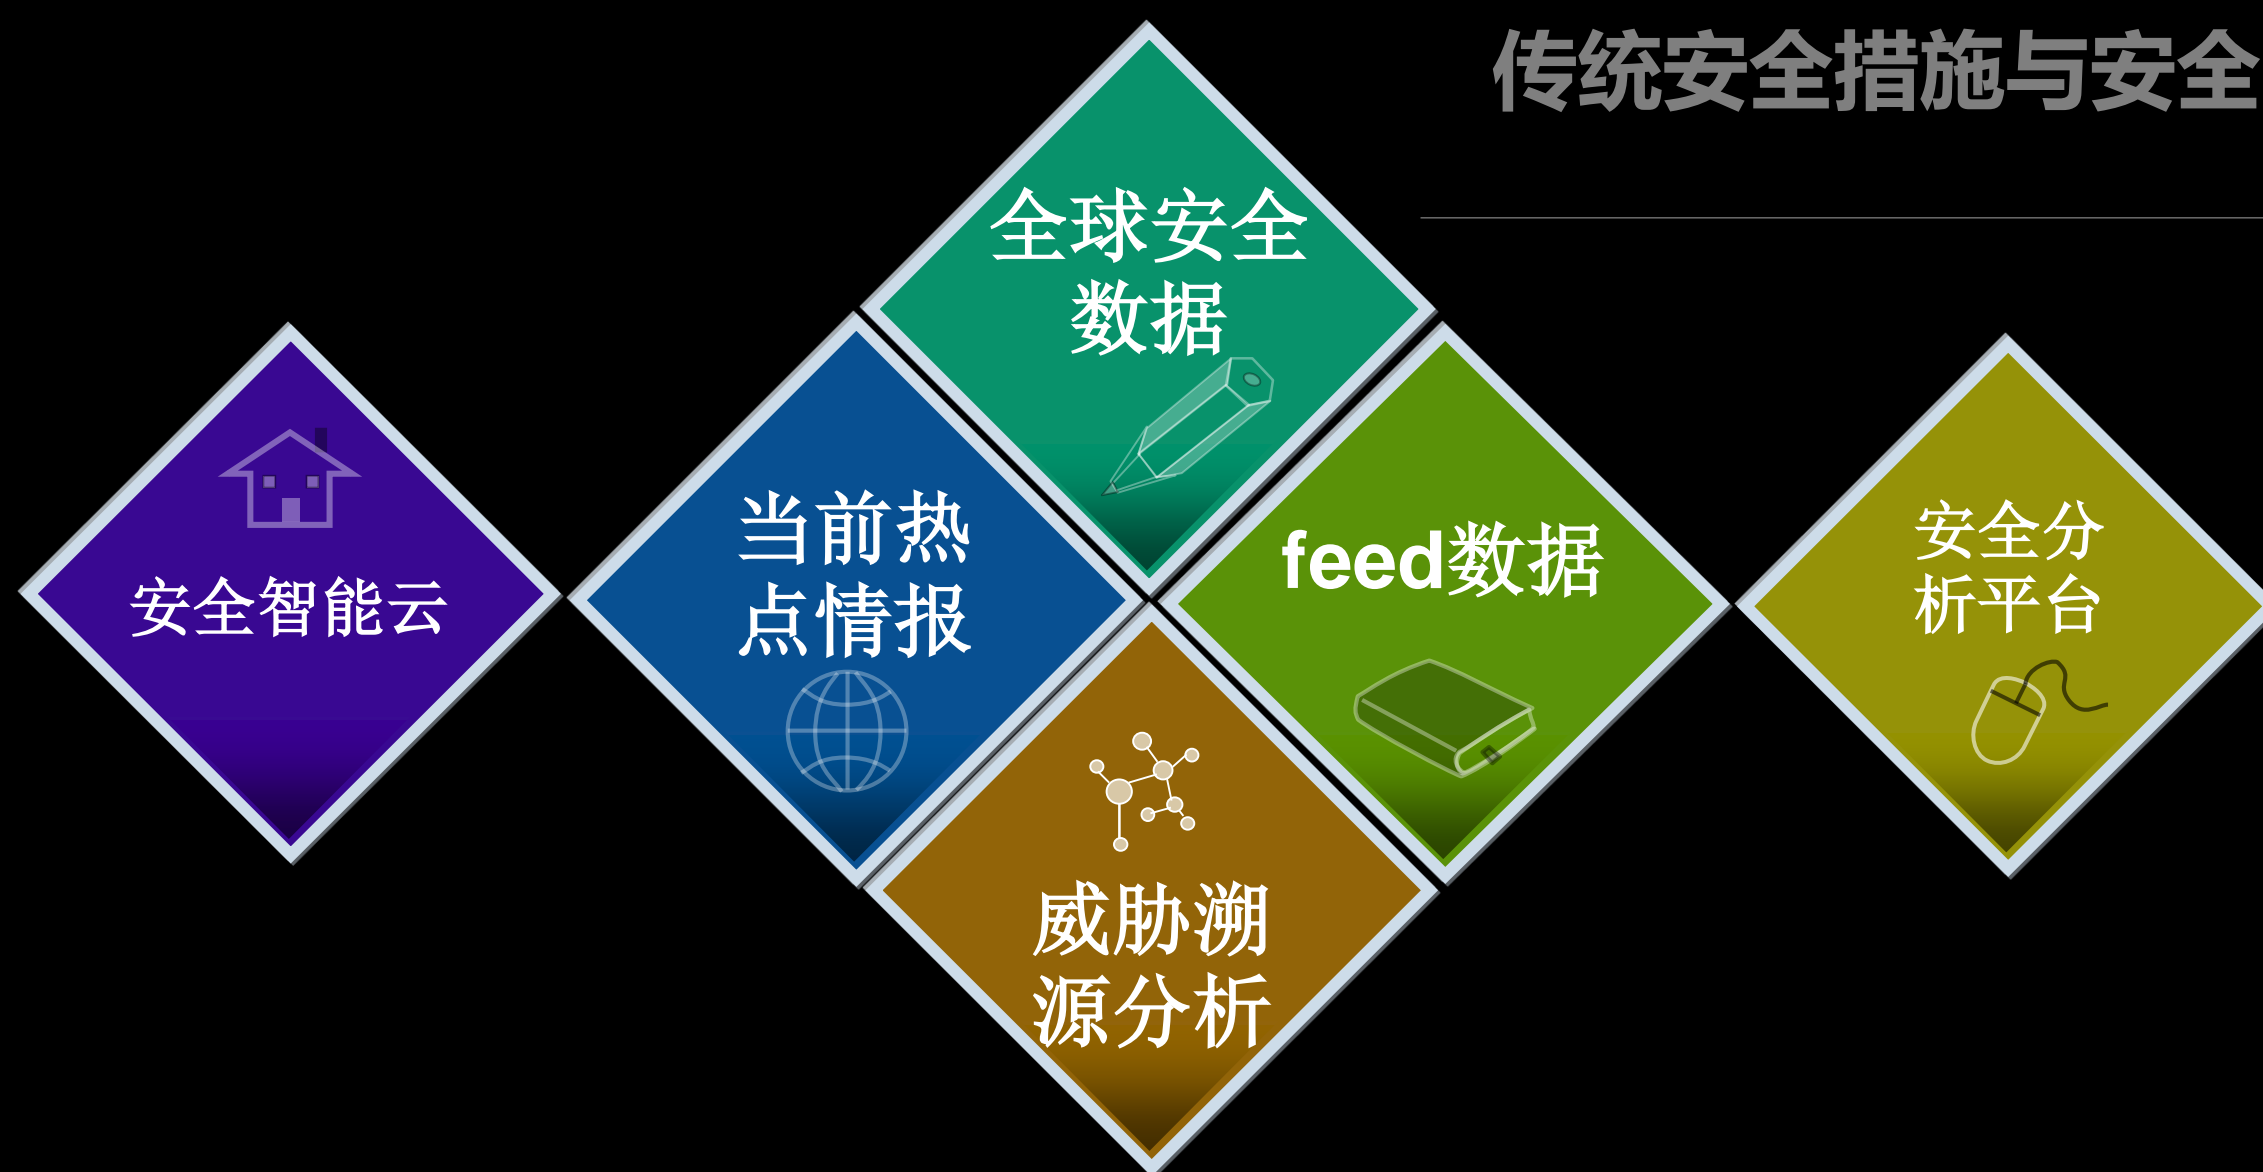 传统安全措施与安全
全球安全
数据
安全智能云
当前热
点情报
feed数据
安全分
析平台
威胁溯
源分析